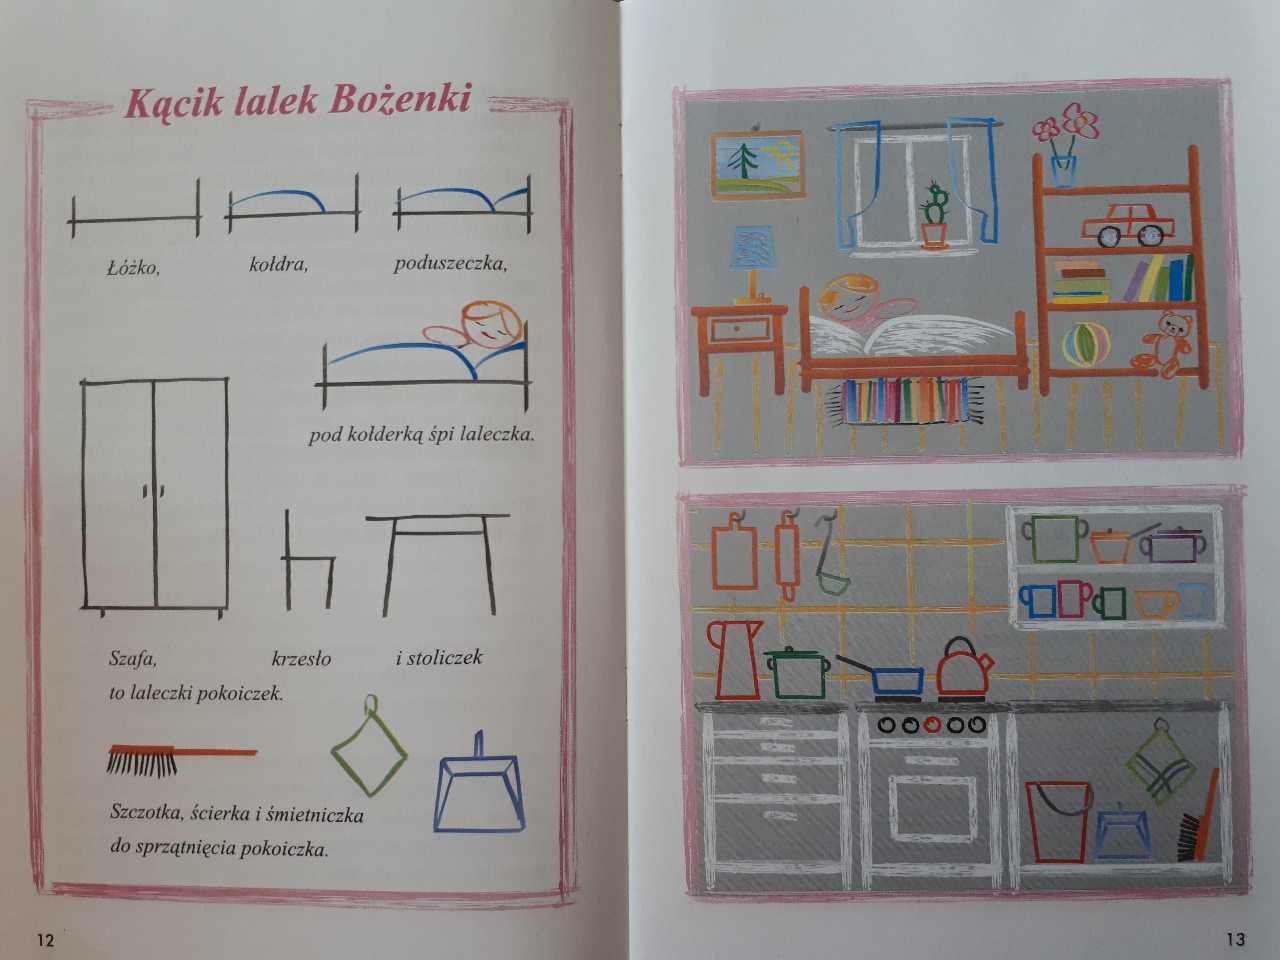 Kącik lalek Bożenki
Łóżko, kołdra, poduszeczka,
pod kołderką śpi laleczka.
Szafa, krzesło i stoliczek
to laleczki pokoiczek.
Szczotka, ścierka i śmietniczka
do sprzątnięcia pokoiczka.
12
13